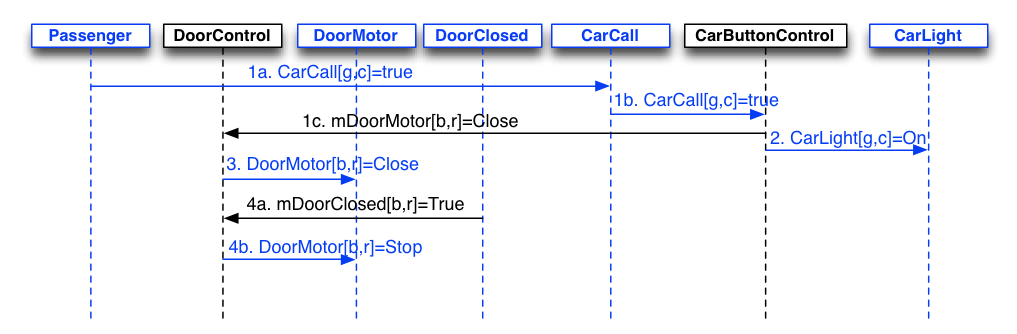 Passenger DoorControl DoorMotor DoorClosed CarCall CarButtonControl CarLight
1a. CarCall[g,c]=true
1b. CarCall[g,c]=true
1c. mDoorMotor[b,r]=Close
2. CarLight[g,c]=On
3. DoorMotor[b,r]=Close
4a. mDoorClosed[b,r]=True
4b. DoorMotor[b,r]=Stop